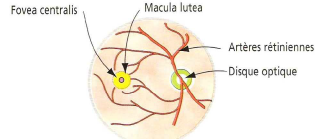 Fovea centralis
Macula lutea
Artères rétiniennes
Disque optique